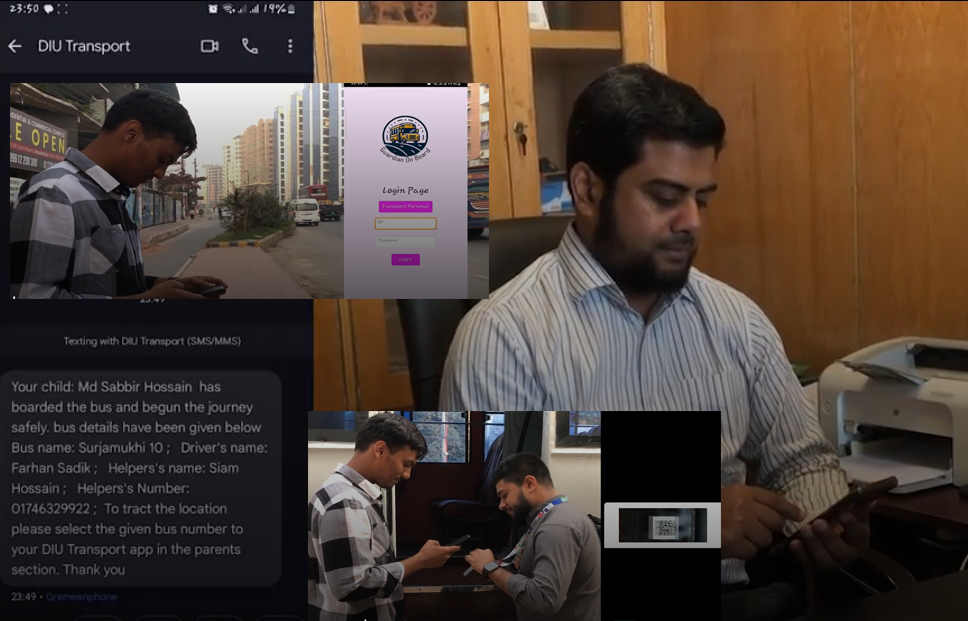 23:50
19%
DIU Transport
E OPEN
Guardian On Board
Login Page
Login
23:49
Texting with DIU Transport (SMS/MMS)
Your child: Md Sabbir Hossain has
boarded the bus and begun the journey
safely. bus details have been given below
Bus name: Surjamukhi 10 ; Driver's name:
Farhan Sadik ; Helpers's name: Siam
Hossain ; Helpers's Number:
01746329922 ; To tract the location
please select the given bus number to
your DIU Transport app in the parents
section. Thank you
23:49 • Grameenphone